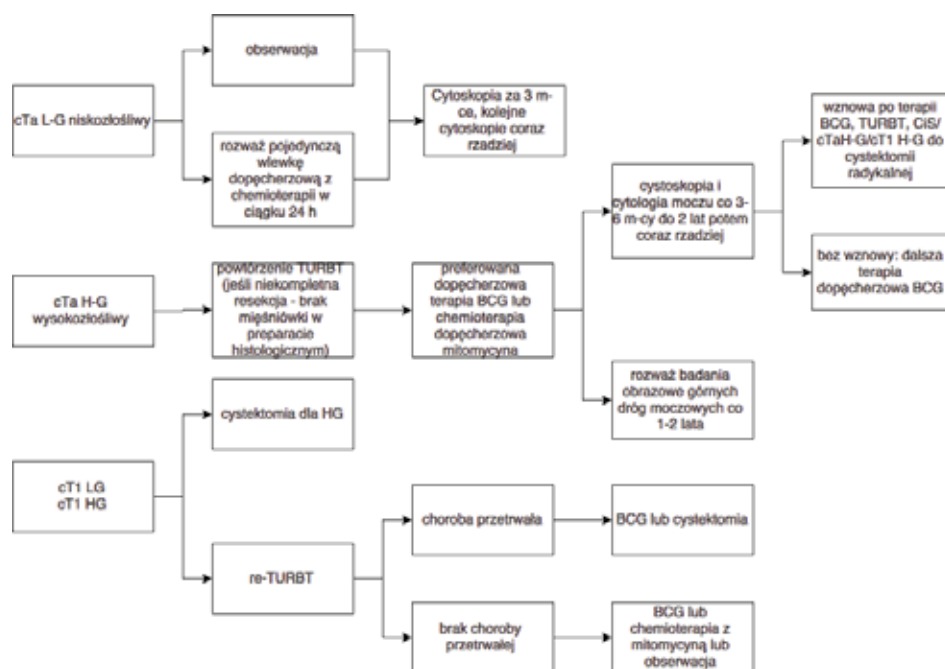 obserwacja
cTa L-G niskozłośliwy
rozważ pojedynczą
wlewkę
dopęcherzową z
chemioterapii w
ciągku 24 h
Cytoskopia za 3 m-
ce, kolejne
cytoskopie coraz
rzadziej
cTa H-G
wysokozłośliwy
powtórzenie TURBT
(jeśli niekompletna
resekcja - brak
mięśniówki w
preparacie
histologicznym)
preferowana
dopęcherzowa
terapia BCG lub
chemioterapia
dopęcherzowa
mitomycyna
cystoskopia i
cytologia moczu co 3-
6 m-cy do 2 lat potem
coraz rzadziej
wznowa po terapii
BCG, TURBT, CiS/
cTaH-G/cT1 H-G do
cystektomii
radykalnej
bez wznowy: dalsza
terapia
dopęcherzowa BCG
rozważ badania
obrazowe górnych
dróg moczowych co
1-2 lata
cT1 LG
cT1 HG
cystektomia dla HG
re-TURBT
choroba przetrwała
BCG lub cystektomia
brak choroby
przetrwałej
BCG lub
chemioterapia z
mitomycyną lub
obserwacja